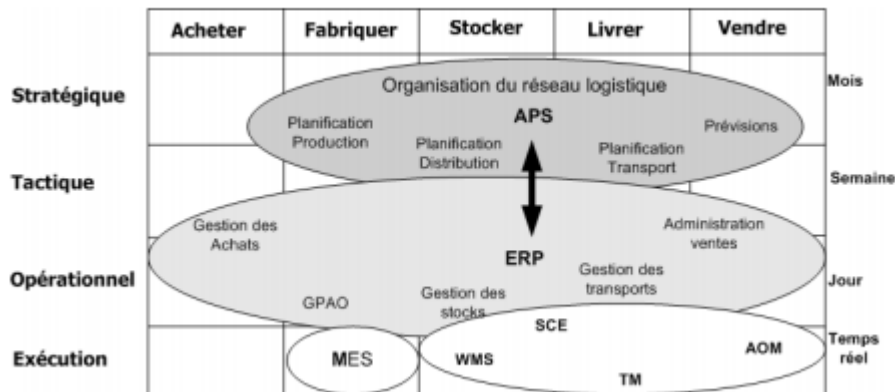 Acheter Fabriquer Stocker Livrer Vendre
Stratégique
Organisation du réseau logistique
Mois
APS
Planification
Production
Planification
Distribution
Planification
Transport
Prévisions
Tactique
Semaine
Gestion des
Achats
Administration
ventes
ERP
Opérationnel
Gestion des
transports
Jour
GPAO
Gestion des
stocks
SCE
Temps
réel
Exécution
MES
WMS
AOM
TM